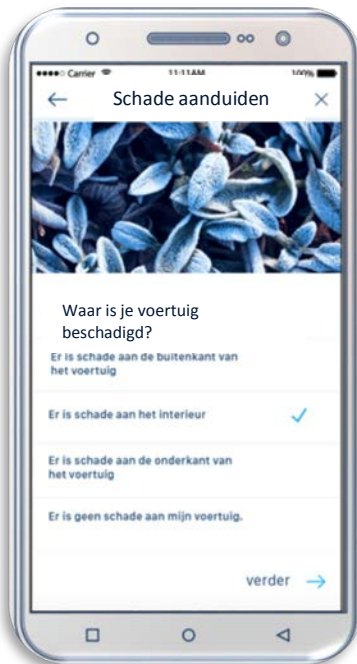 Carrier 11:11AM 100%
Schade aanduiden
Waar is je voertuig
beschadigd?
Er is schade aan de buitenkant van
het voertuig
Er is schade aan het interieur
Er is schade aan de onderkant van
het voertuig
Er is geen schade aan mijn voertuig.
verder